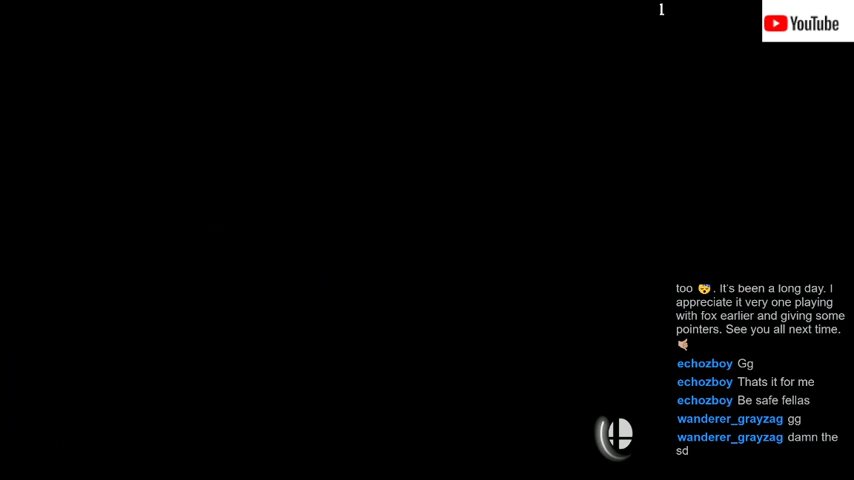 1
YouTube
too 🤯. It's been a long day. I
appreciate it very one playing
with fox earlier and giving some
pointers. See you all next time.
🤙🏼
echozboy Gg
echozboy Thats it for me
echozboy Be safe fellas
wanderer_grayzag gg
wanderer_grayzag damn the
sd